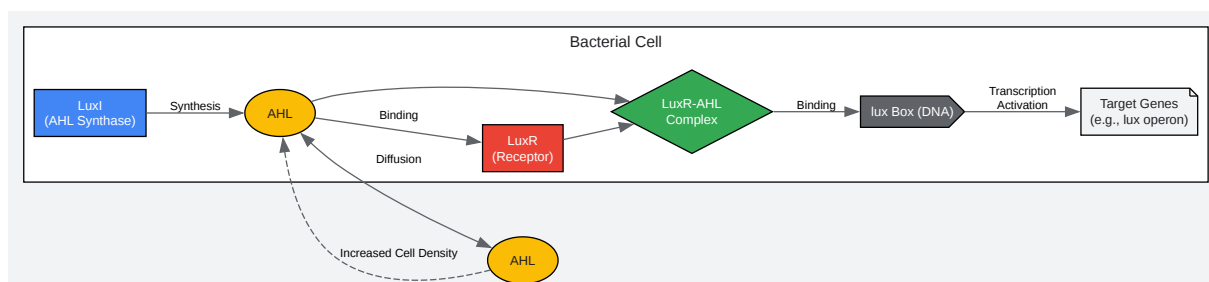 Bacterial Cell
LuxI
(AHL Synthase)
Synthesis
AHL
Binding
LuxR
(Receptor)
LuxR-AHL
Complex
Binding
lux Box (DNA)
Transcription
Activation
Target Genes
(e.g., lux operon)
Diffusion
Increased Cell Density
AHL